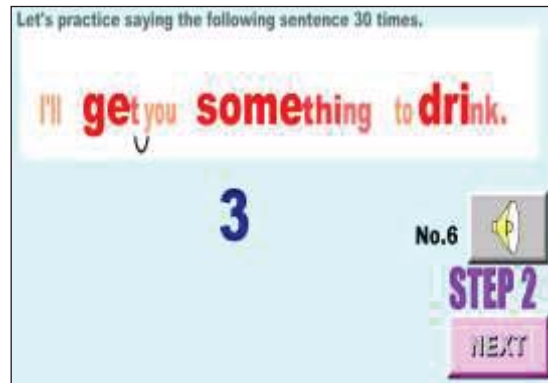 Let's practice saying the following sentence 30 times.
I'll get you something to drink.
3
No.6
STEP 2
NEXT